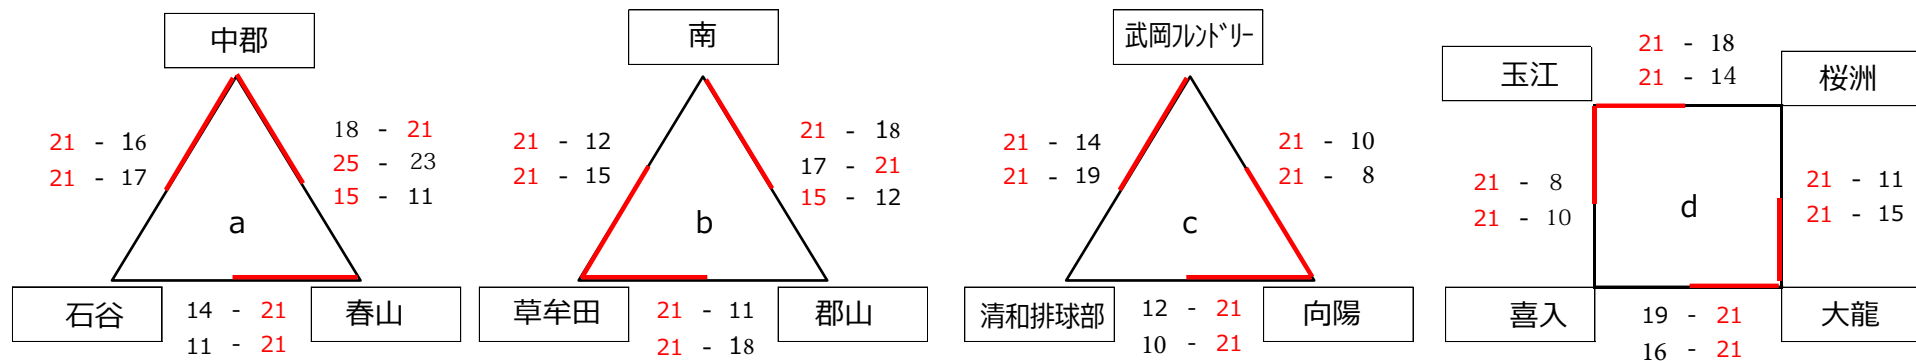 中郡
21 - 16
21 - 17
18 - 21
25 - 23
15 - 11
a
石谷
14 - 21
11 - 21
春山
南
21 - 12
21 - 15
21 - 18
17 - 21
15 - 12
b
草牟田
21 - 11
21 - 18
郡山
武岡ﾌﾚﾝﾄﾞﾘｰ
21 - 14
21 - 19
21 - 10
21 - 8
c
清和排球部
12 - 21
10 - 21
向陽
玉江
21 - 18
21 - 14
桜洲
21 - 8
21 - 10
21 - 11
21 - 15
d
喜入
19 - 21
16 - 21
大龍